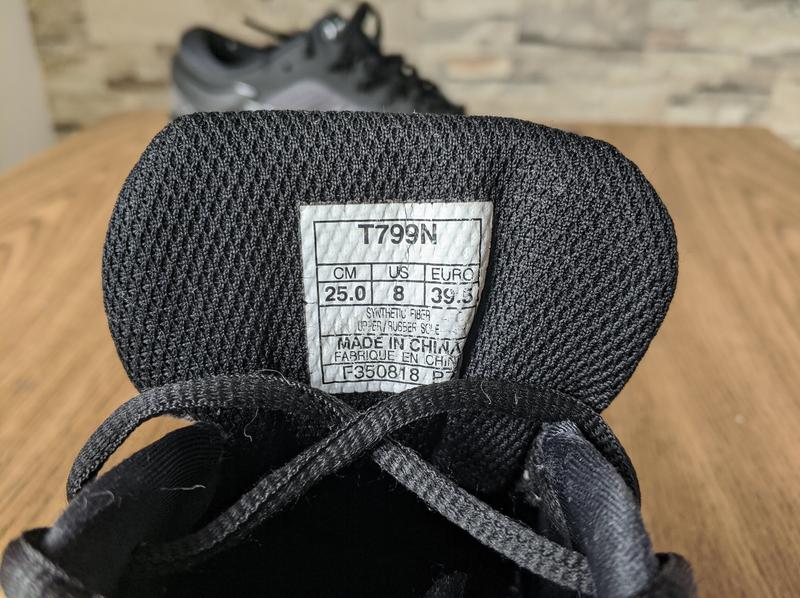 T799N
CM US EURO
25.0 8 39.5
SYNTHETIC FIBER
UPPER/RUBBER SOLE
MADE IN CHINA
FABRIQUE EN CHIN
F350818